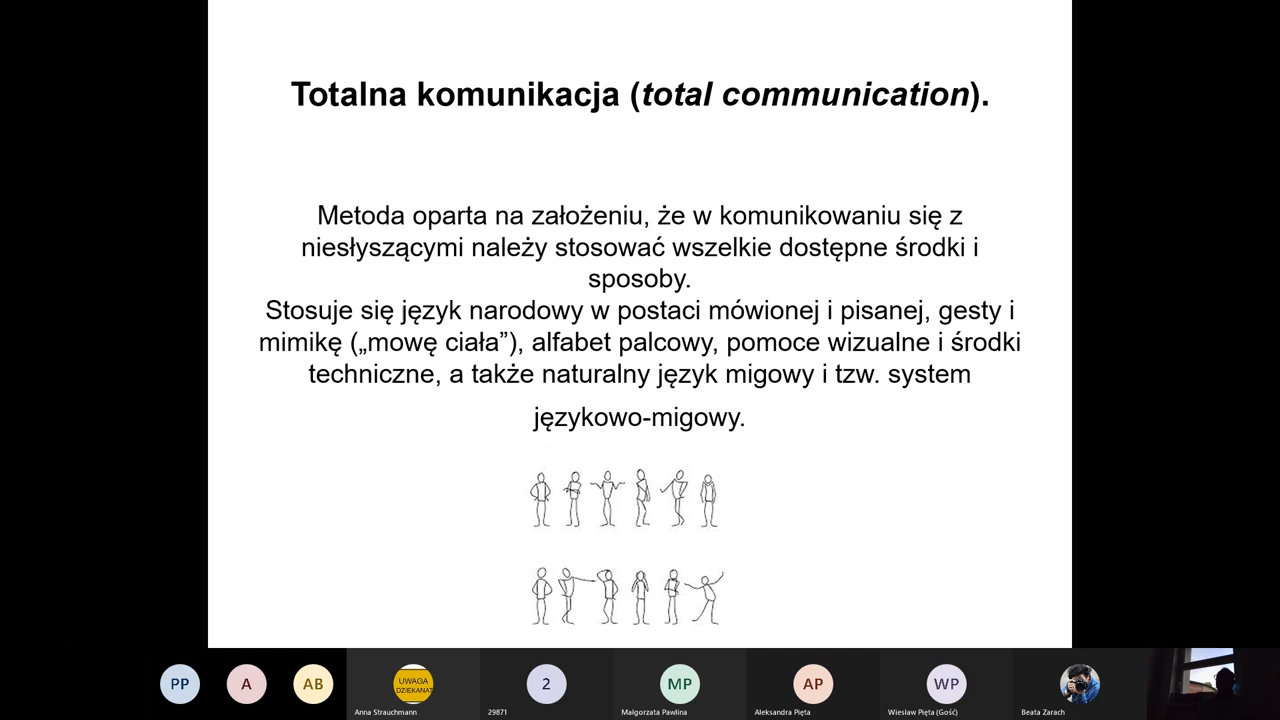 Totalna komunikacja (total communication).
Metoda oparta na założeniu, że w komunikowaniu się z
niesłyszącymi należy stosować wszelkie dostępne środki i
sposoby.
Stosuje się język narodowy w postaci mówionej i pisanej, gesty i
mimikę („mowę ciała”), alfabet palcowy, pomoce wizualne i środki
techniczne, a także naturalny język migowy i tzw. system
językowo-migowy.
PP
A
AB
UWAGA
DZIEKANAT
Anna Strauchmann
2
29871
MP
Małgorzata Pawlina
AP
Aleksandra Pięta
WP
Wiesław Pięta (Gość)
Beata Zarach